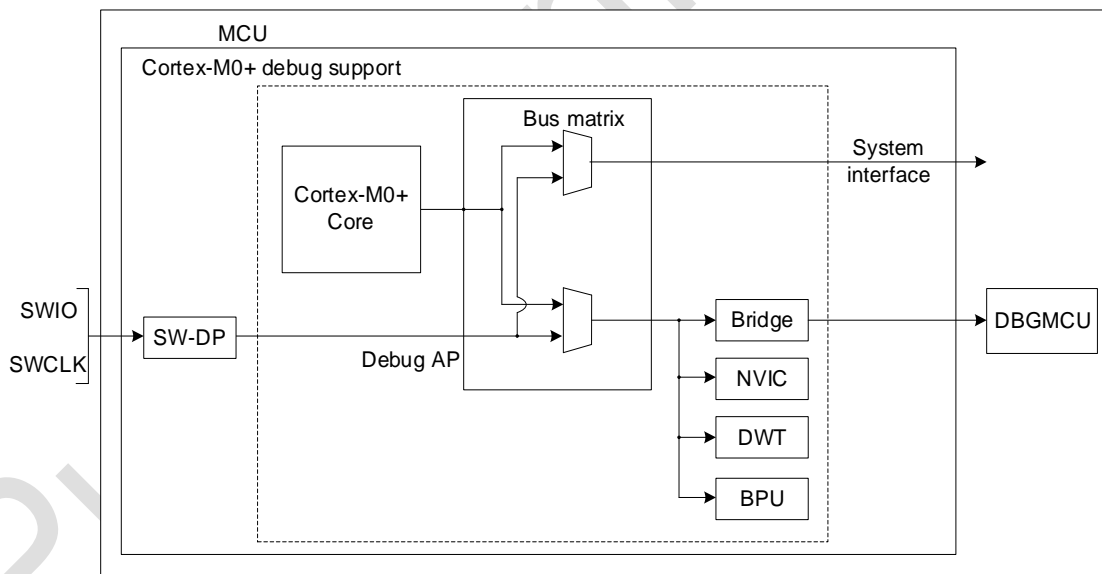 MCU
Cortex-M0+ debug support
Bus matrix
System
interface
Cortex-M0+
Core
SWIO
SWCLK
SW-DP
Debug AP
Bridge
DBGMCU
NVIC
DWT
BPU